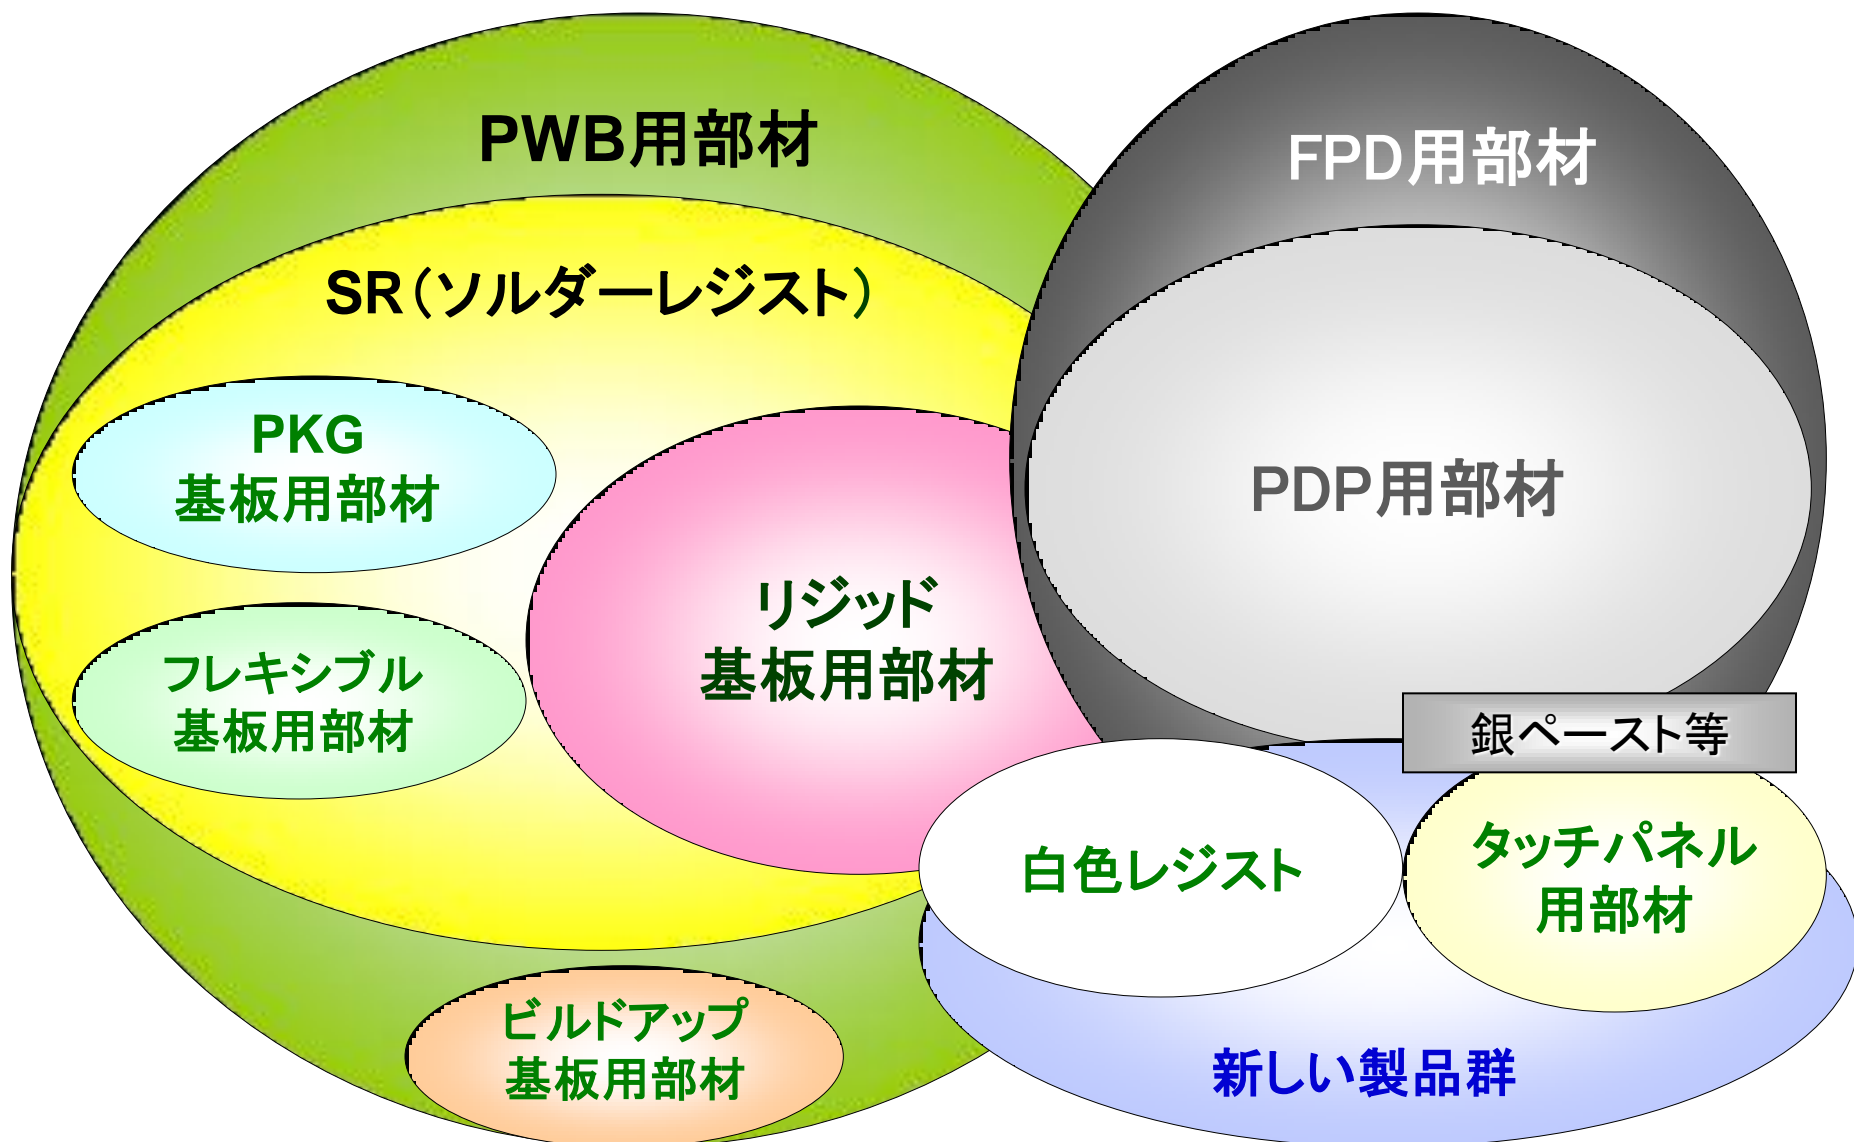 PWB用部材
FPD用部材
SR(ソルダーレジスト)
PKG
基板用部材
PDP用部材
リジッド
基板用部材
フレキシブル
基板用部材
銀ペースト等
白色レジスト
タッチパネル
用部材
ビルドアップ
基板用部材
新しい製品群